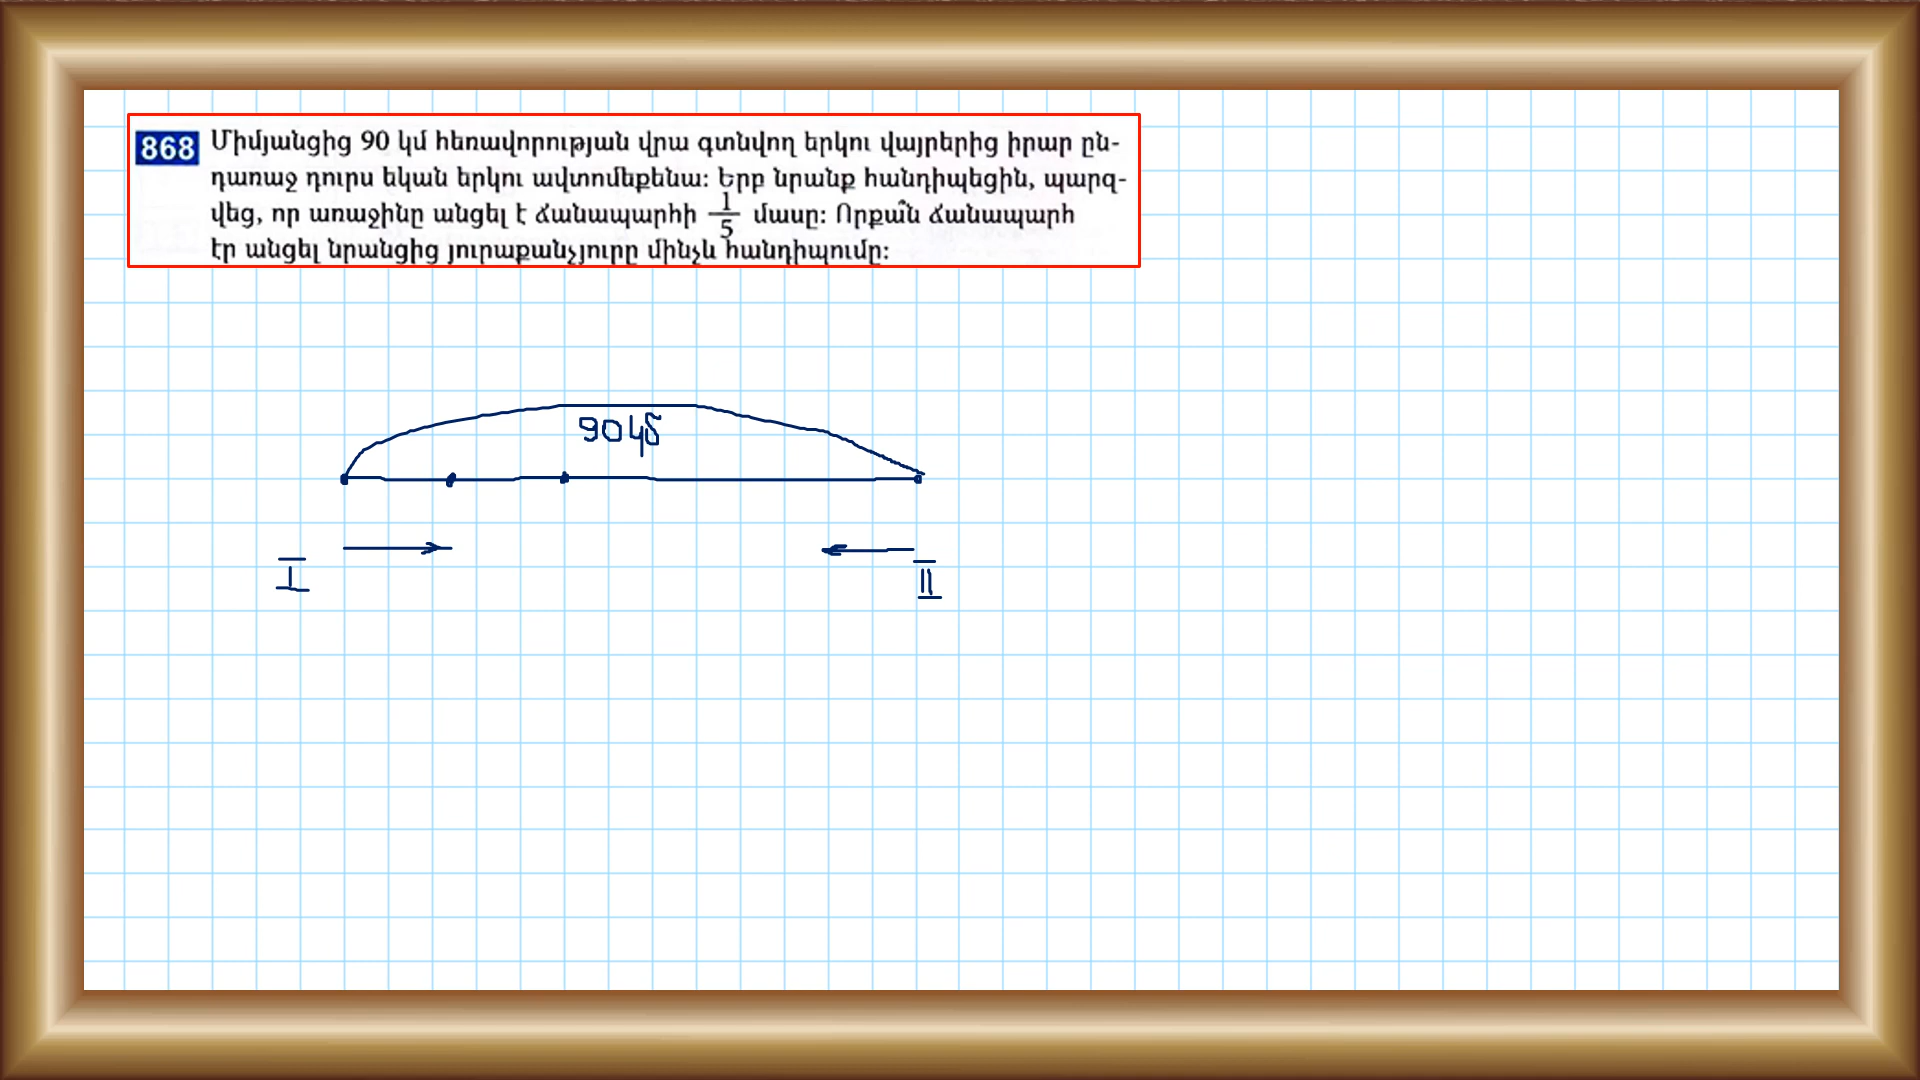 868 Միմյանցից 90 կմ հեռավորության վրա գտնվող երկու վայրերից իրար ըն-
դառաջ դուրս եկան երկու ավտոմեքենա: Երբ նրանք հանդիպեցին, պարզ-
վեց, որ առաջինը անցել է ճանապարհի 1/5 մասը: Որքա՞ն ճանապարհ
էր անցել նրանցից յուրաքանչյուրը մինչև հանդիպումը:
90կմ
I
II